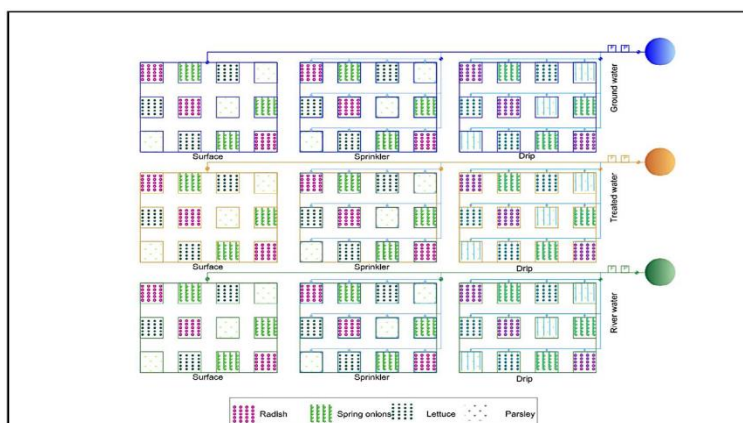 F P
Ground water
Surface Sprinkler Drip
F P
Treated water
Surface Sprinkler Drip
F P
River water
Surface Sprinkler Drip
Radish Spring onions Lettuce Parsley